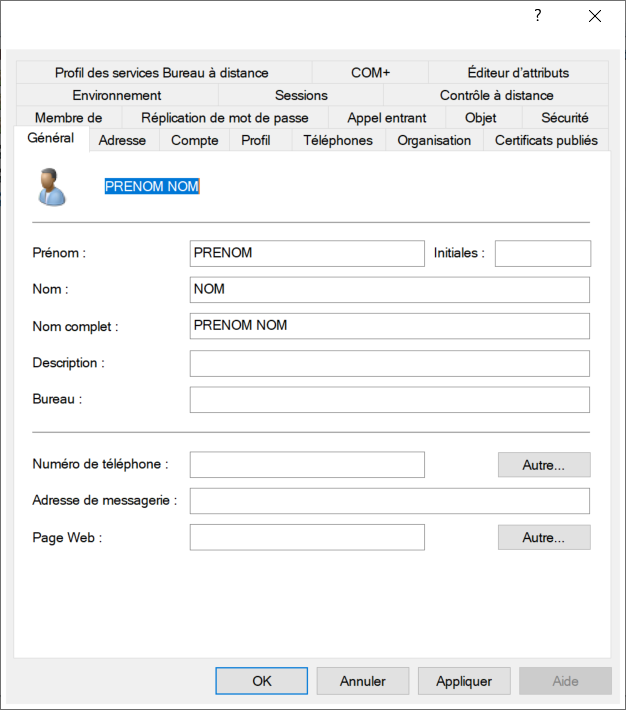 ?
Profil des services Bureau à distance COM+ Éditeur d'attributs
Environnement Sessions Contrôle à distance
Membre de Réplication de mot de passe Appel entrant Objet Sécurité
Général Adresse Compte Profil Téléphones Organisation Certificats publiés
PRENOM NOM
Prénom : PRENOM Initiales :
Nom : NOM
Nom complet : PRENOM NOM
Description :
Bureau :
Numéro de téléphone : Autre...
Adresse de messagerie :
Page Web : Autre...
OK Annuler Appliquer Aide